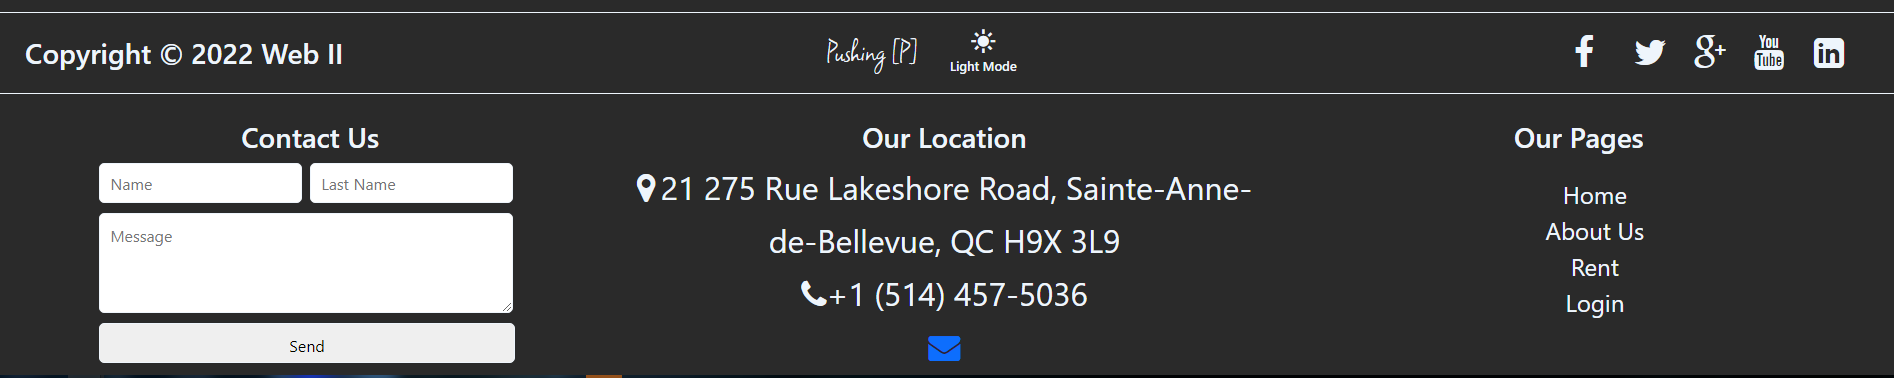 Copyright © 2022 Web II
Pushing [P]
Light Mode
You
Tube
Contact Us
Name
Last Name
Message
Send
Our Location
21 275 Rue Lakeshore Road, Sainte-Anne-
de-Bellevue, QC H9X 3L9
+1 (514) 457-5036
Our Pages
Home
About Us
Rent
Login